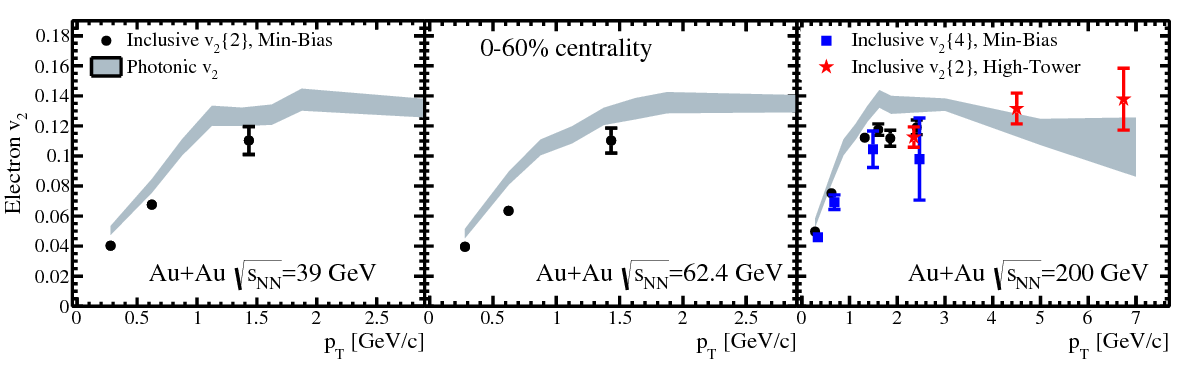 Electron v2
0.18
0.16
0.14
0.12
0.1
0.08
0.06
0.04
0.02
0
Inclusive v2{2}, Min-Bias
Photonic v2
Au+Au √sNN=39 GeV
0 0.5 1 1.5 2 2.5
pT [GeV/c]
0-60% centrality
Au+Au √sNN=62.4 GeV
0 0.5 1 1.5 2 2.5
pT [GeV/c]
Inclusive v2{4}, Min-Bias
Inclusive v2{2}, High-Tower
Au+Au √sNN=200 GeV
0 1 2 3 4 5 6 7
pT [GeV/c]